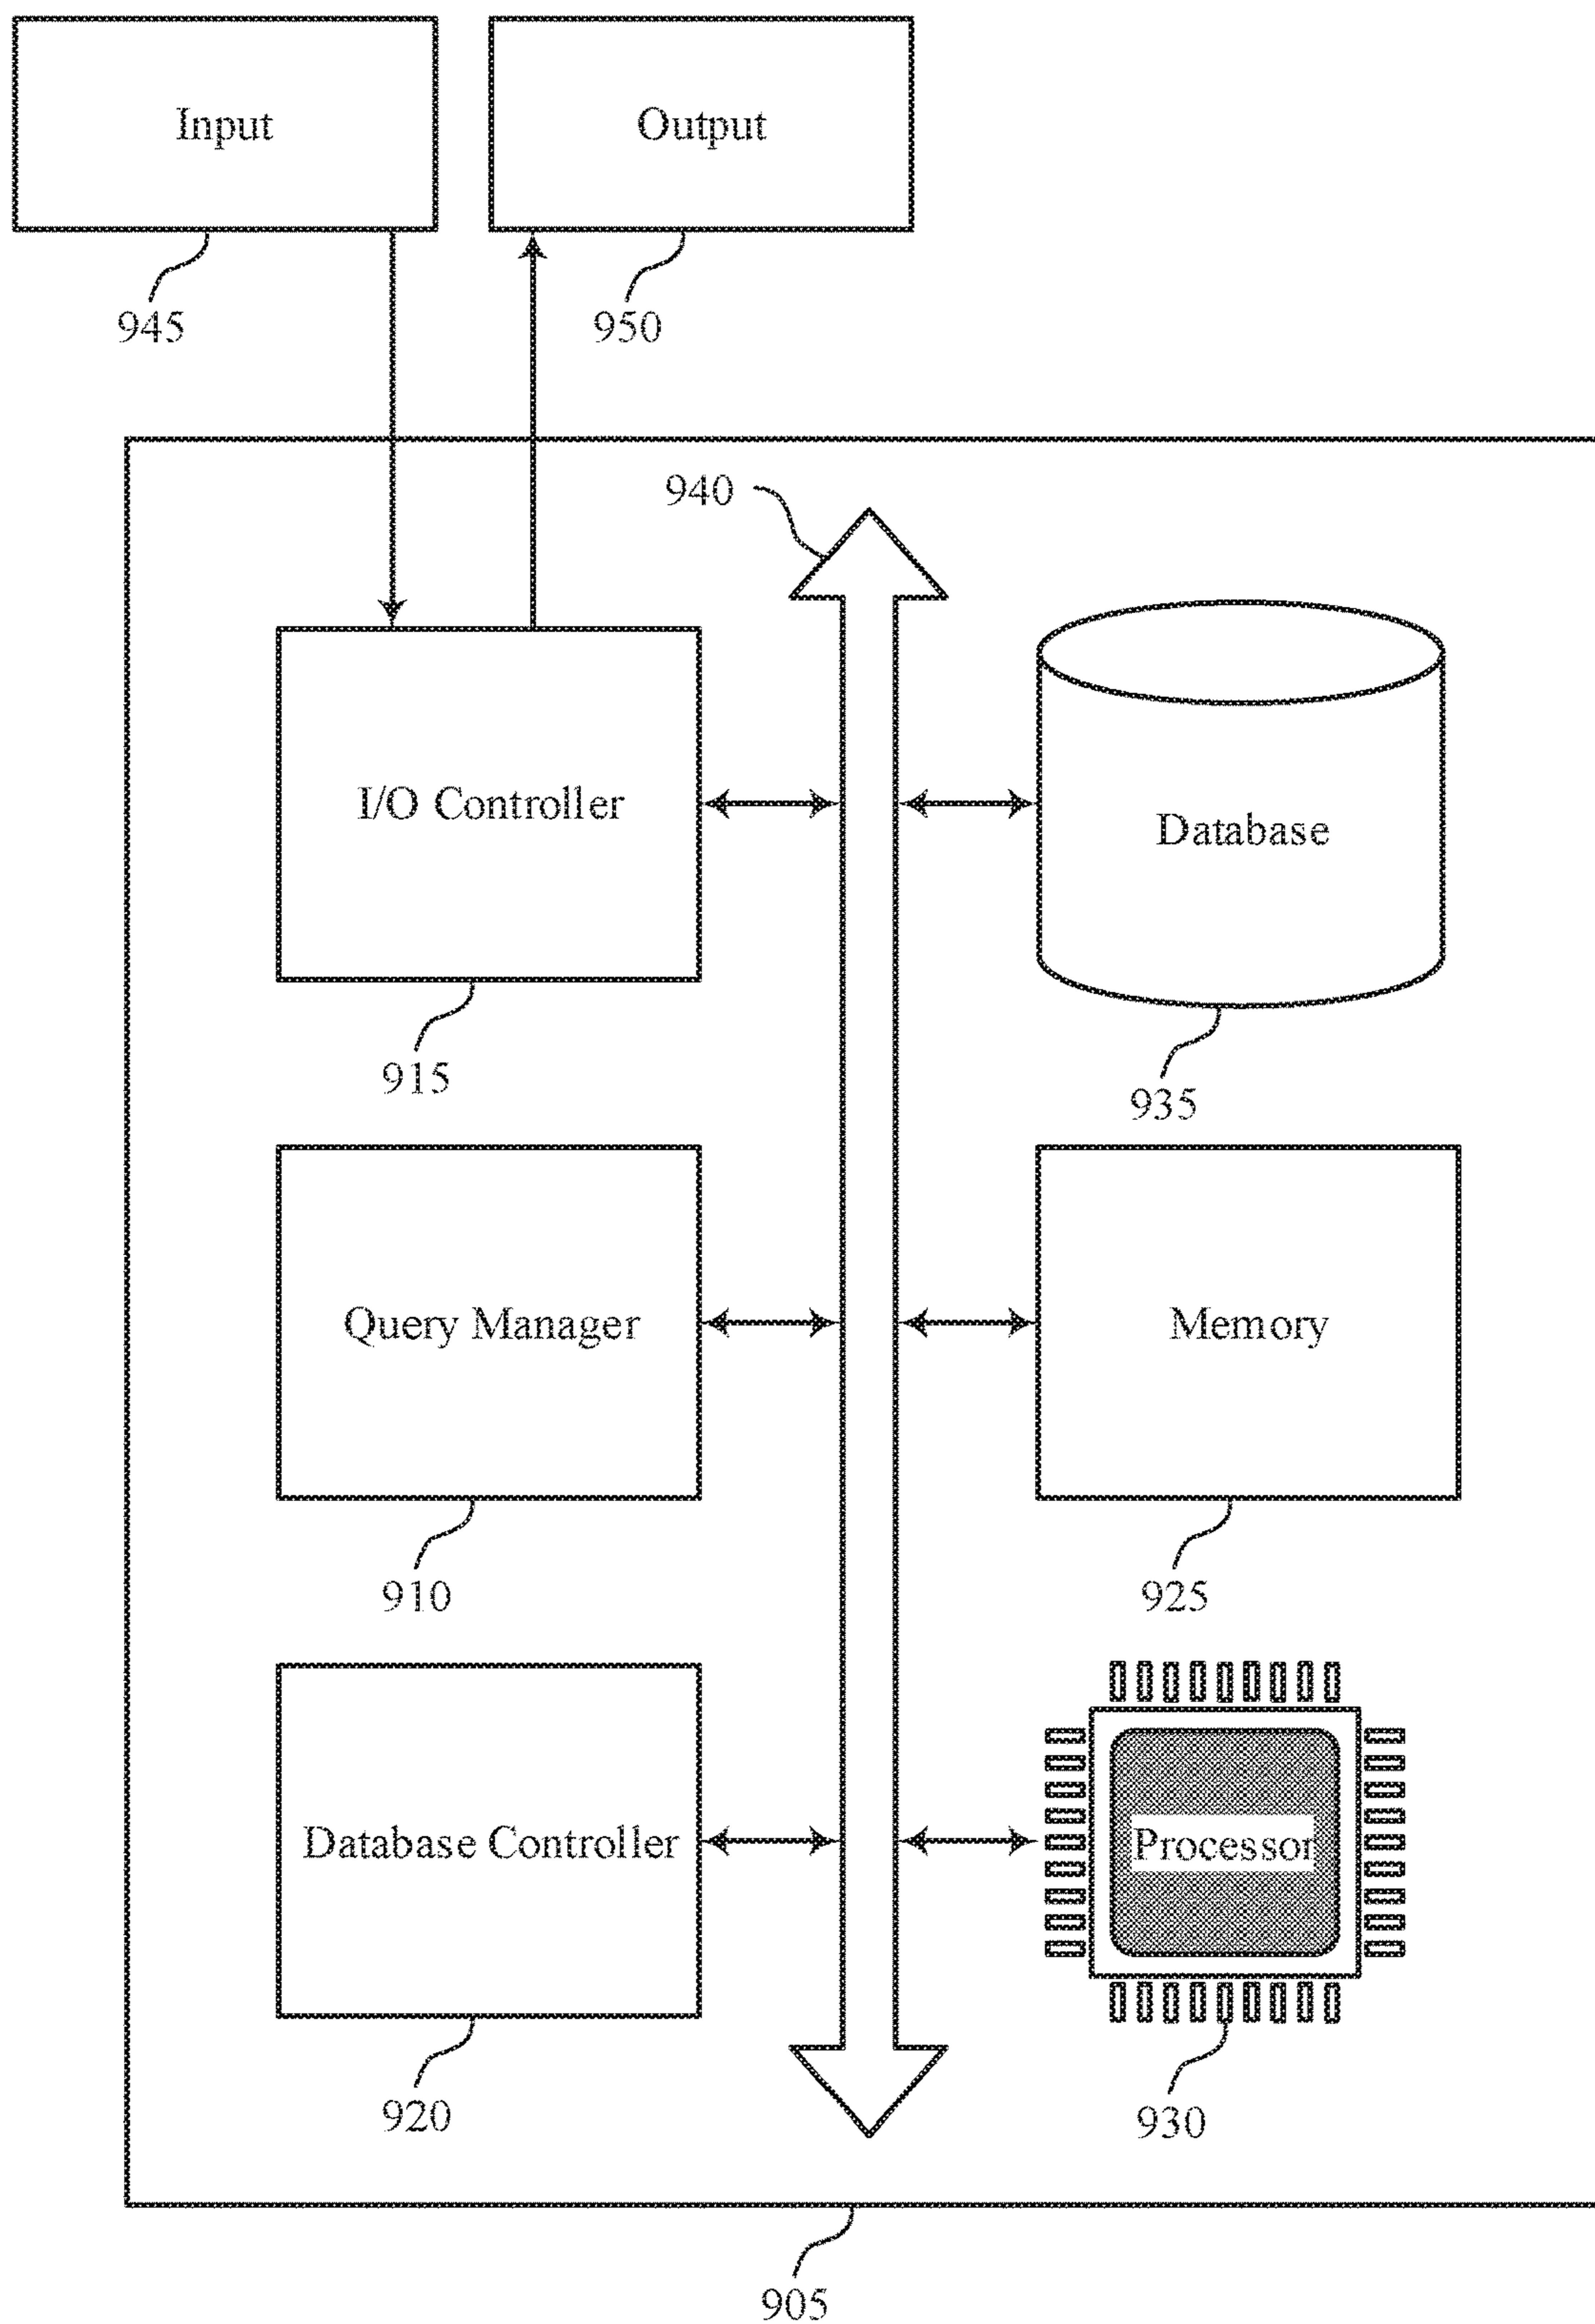 Input
Output
945
950
940
I/O Controller
Database
915
935
Query Manager
Memory
910
925
Database Controller
Processor
920
930
905